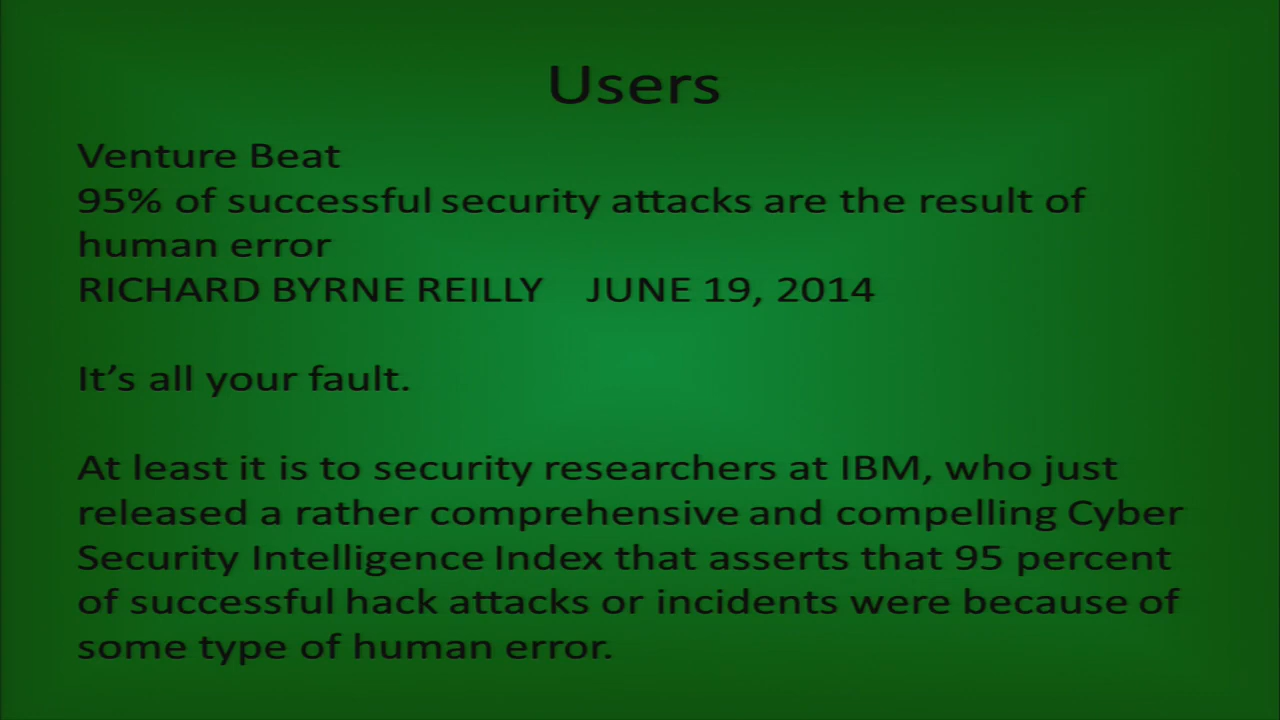 Users
Venture Beat
95% of successful security attacks are the result of
human error
RICHARD BYRNE REILLY JUNE 19, 2014
It’s all your fault.
At least it is to security researchers at IBM, who just
released a rather comprehensive and compelling Cyber
Security Intelligence Index that asserts that 95 percent
of successful hack attacks or incidents were because of
some type of human error.